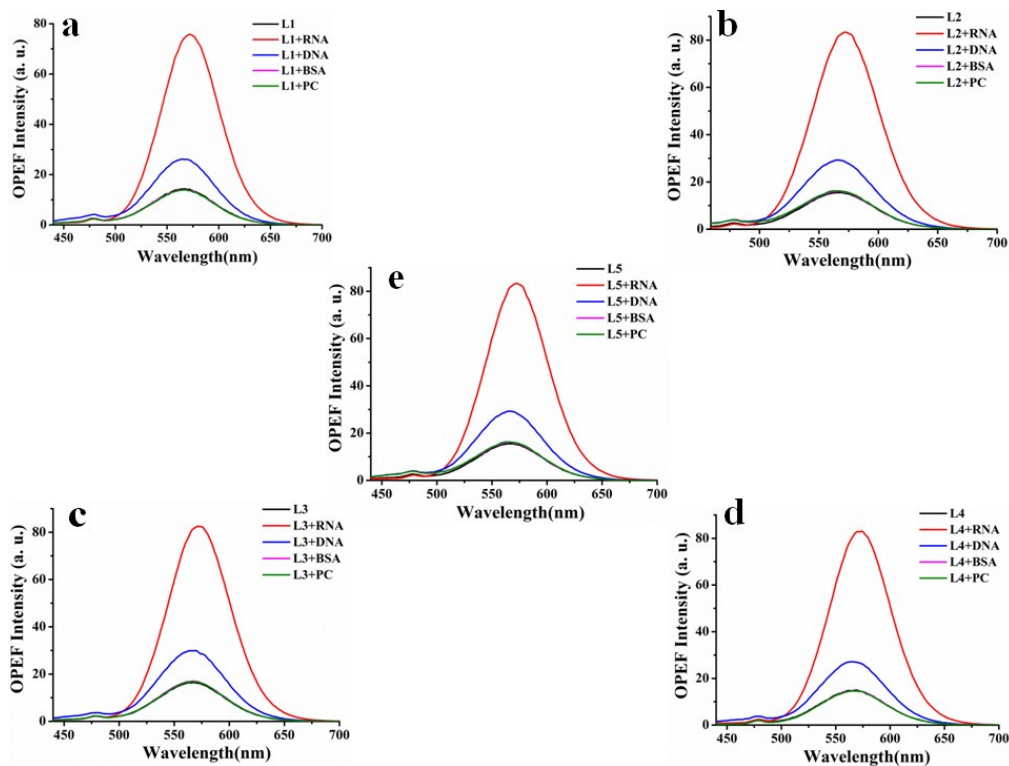 a
L1
L1+RNA
L1+DNA
L1+BSA
L1+PC
OPEF Intensity (a. u.)
80
60
40
20
0
450 500 550 600 650 700
Wavelength(nm)
b
L2
L2+RNA
L2+DNA
L2+BSA
L2+PC
OPEF Intensity (a. u.)
80
60
40
20
0
500 550 600 650 700
Wavelength(nm)
e
L5
L5+RNA
L5+DNA
L5+BSA
L5+PC
OPEF Intensity (a. u.)
80
60
40
20
0
450 500 550 600 650 700
Wavelength(nm)
c
L3
L3+RNA
L3+DNA
L3+BSA
L3+PC
OPEF Intensity (a. u.)
80
60
40
20
0
450 500 550 600 650 700
Wavelength(nm)
d
L4
L4+RNA
L4+DNA
L4+BSA
L4+PC
OPEF Intensity (a. u.)
80
60
40
20
0
450 500 550 600 650 700
Wavelength(nm)